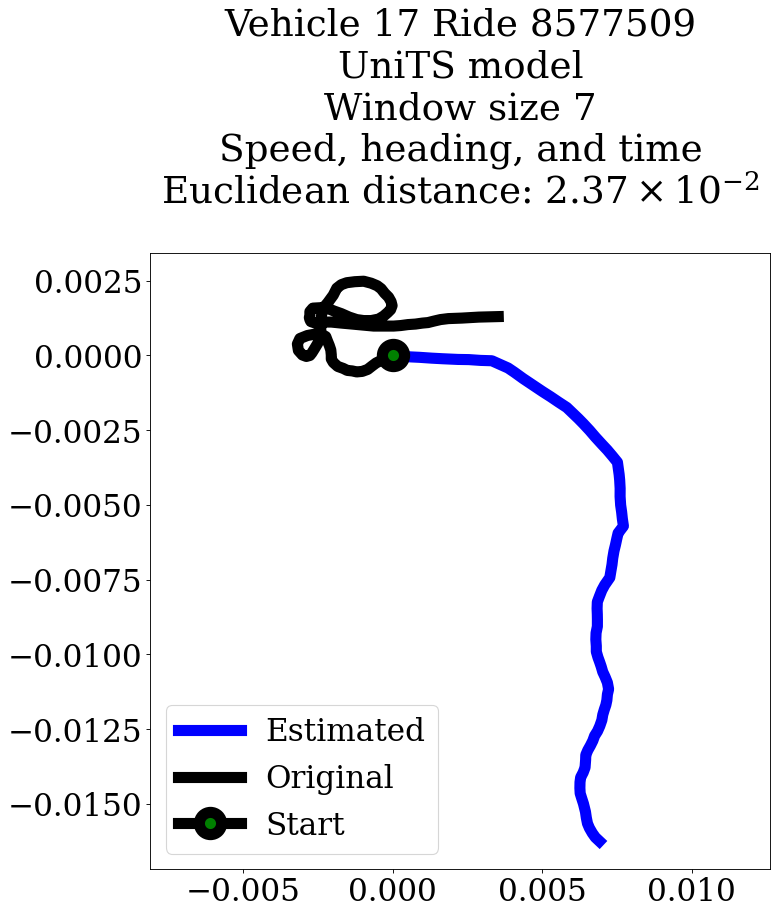 Vehicle 17 Ride 8577509
UniTS model
Window size 7
Speed, heading, and time
Euclidean distance: 2.37 × 10⁻²
0.0025
0.0000
−0.0025
−0.0050
−0.0075
−0.0100
−0.0125
−0.0150
Estimated
Original
Start
−0.005 0.000 0.005 0.010